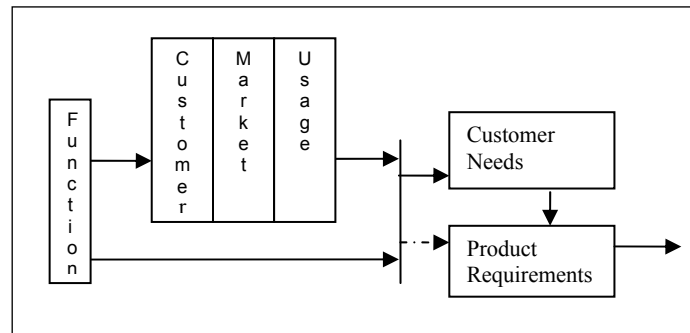 Function
Customer
Market
Usage
Customer
Needs
Product
Requirements